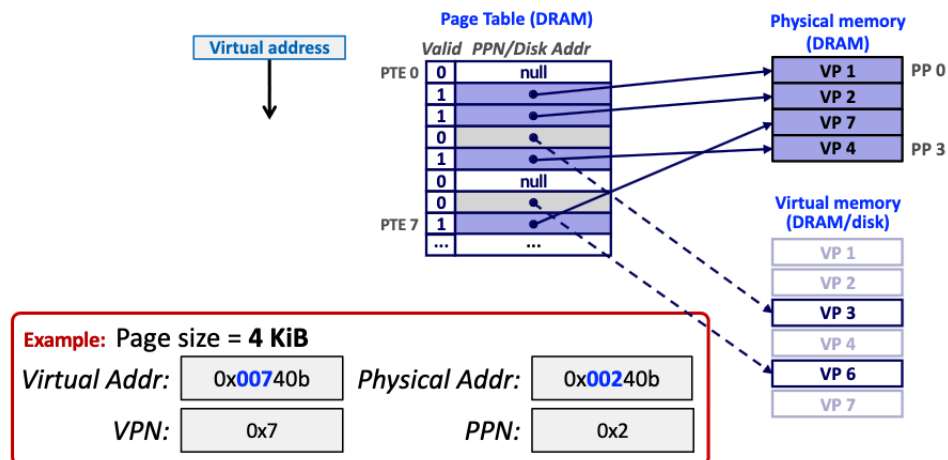 Page Table (DRAM)
Physical memory
(DRAM)
Virtual address
Valid PPN/Disk Addr
PTE 0 0 null
VP 1 PP 0
1
VP 2
1
VP 7
0
VP 4 PP 3
1
0 null
0
Virtual memory
(DRAM/disk)
PTE 7 1
... ...
VP 1
VP 2
VP 3
VP 4
VP 6
VP 7
Example: Page size = 4 KiB
Virtual Addr: 0x00740b Physical Addr: 0x00240b
VPN: 0x7 PPN: 0x2